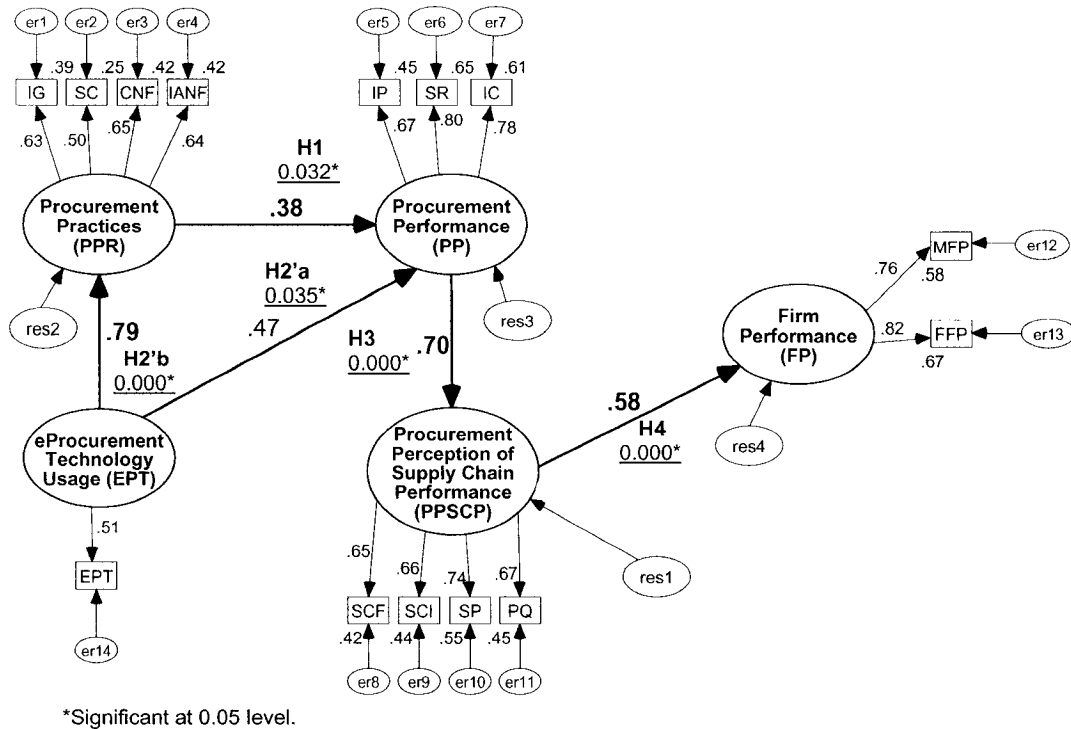 er1 er2 er3 er4 er5 er6 er7
.39 .25 .42 .42 .45 .65 .61
IG SC CNF IANF IP SR IC
.63 .50 .65 .64 .67 .80 .78
H1
0.032*
.38
Procurement
Practices
(PPR)
Procurement
Performance
(PP)
MFP er12
.76 .58
H2'a
0.035*
.47
res2
res3
Firm
Performance
(FP)
.82 FFP er13
.67
.79
H2'b
0.000*
H3
0.000*
.70
.58
H4
0.000*
res4
eProcurement
Technology
Usage (EPT)
Procurement
Perception of
Supply Chain
Performance
(PPSCP)
.51
EPT
er14
.65 .66 .74 .67
res1
SCF SCI SP PQ
.42 .44 .55 .45
er8 er9 er10 er11
*Significant at 0.05 level.